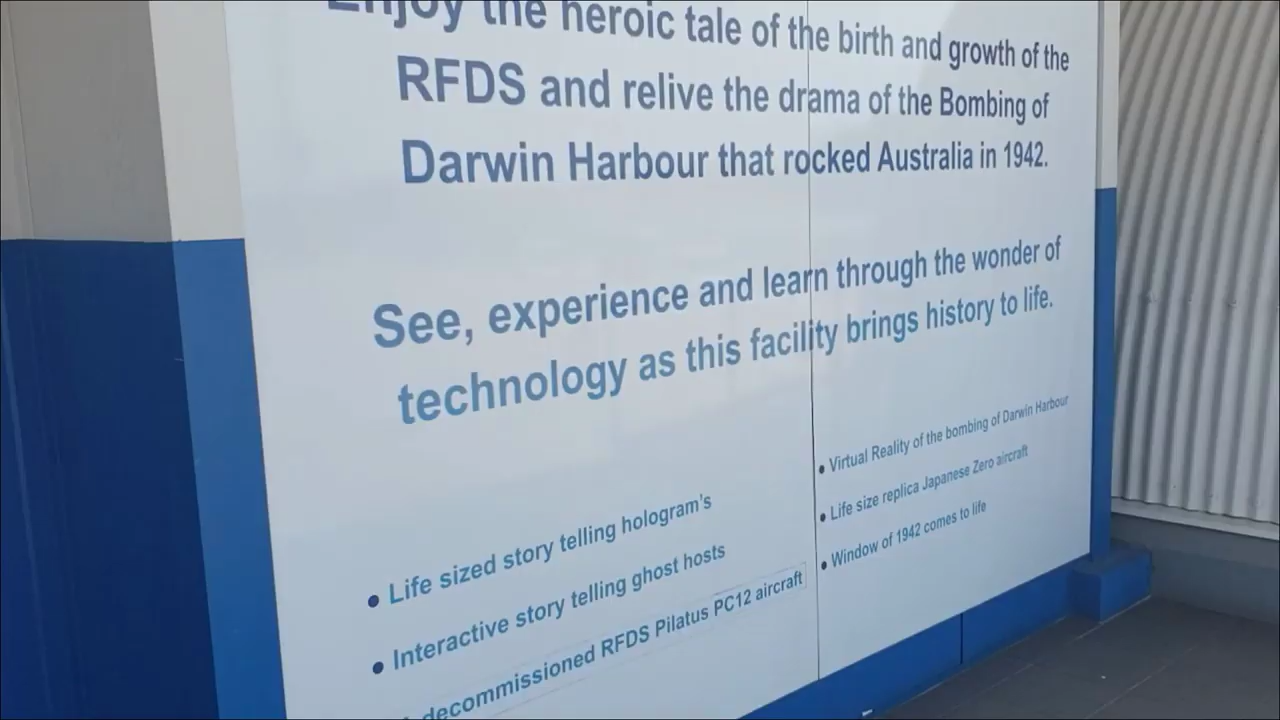 Enjoy the heroic tale of the birth and growth of the
RFDS and relive the drama of the Bombing of
Darwin Harbour that rocked Australia in 1942.
See, experience and learn through the wonder of
technology as this facility brings history to life.
• Life sized story telling hologram's
• Interactive story telling ghost hosts
decommissioned RFDS Pilatus PC12 aircraft
• Virtual Reality of the bombing of Darwin Harbour
• Life size replica Japanese Zero aircraft
• Window of 1942 comes to life